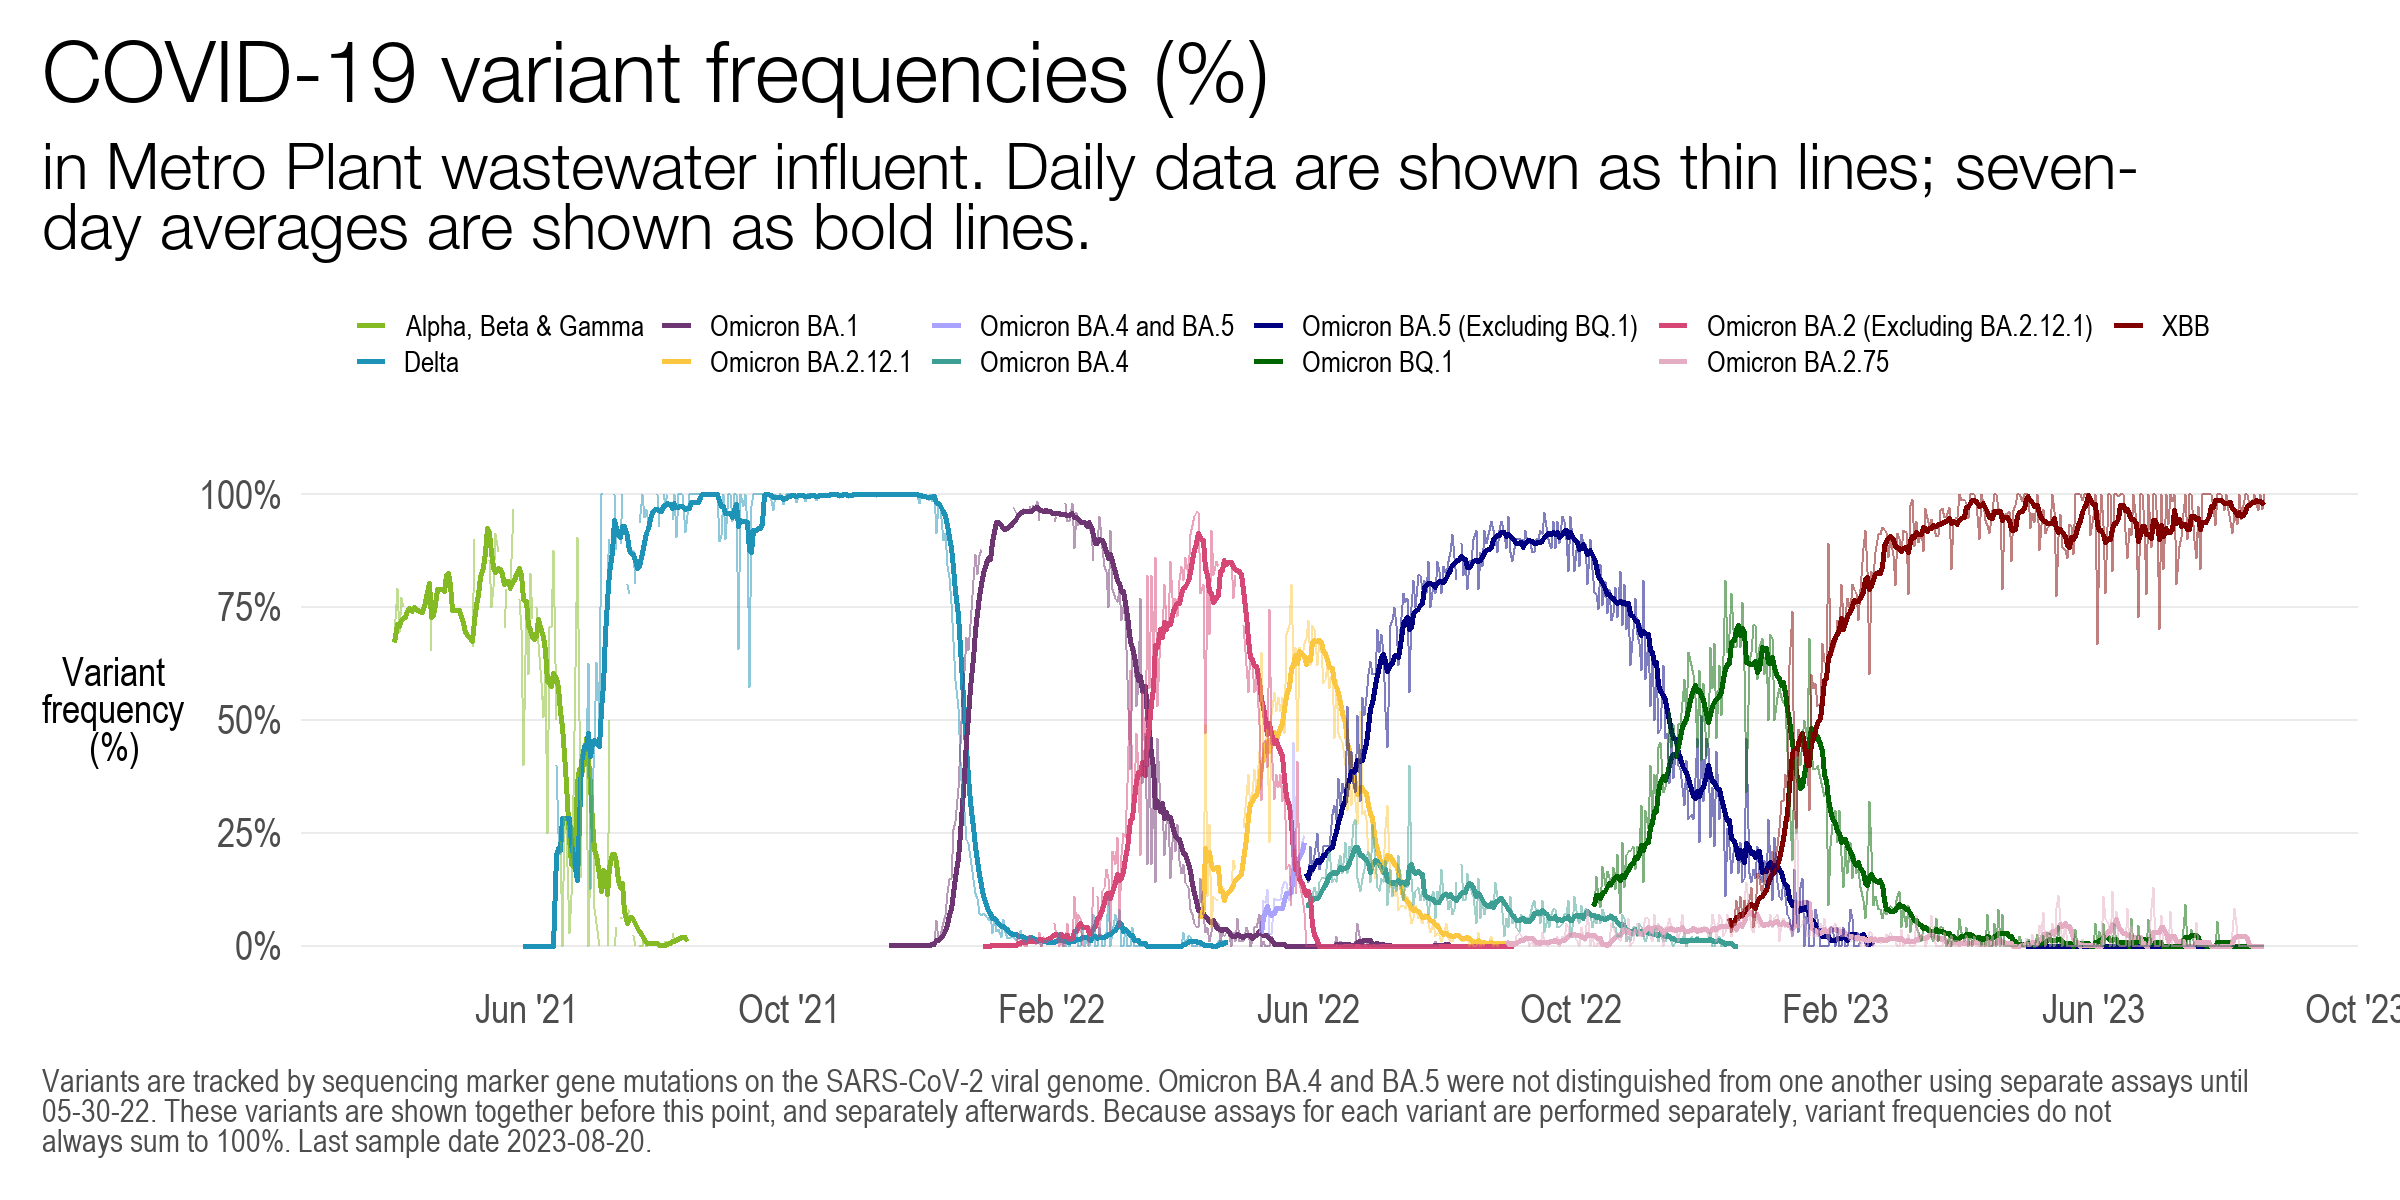 COVID-19 variant frequencies (%)
in Metro Plant wastewater influent. Daily data are shown as thin lines; seven-
day averages are shown as bold lines.
Alpha, Beta & Gamma
Omicron BA.1
Omicron BA.4 and BA.5
Omicron BA.5 (Excluding BQ.1)
Omicron BA.2 (Excluding BA.2.12.1)
XBB
Delta
Omicron BA.2.12.1
Omicron BA.4
Omicron BQ.1
Omicron BA.2.75
100%
75%
50%
25%
0%
Variant
frequency
(%)
Jun '21
Oct '21
Feb '22
Jun '22
Oct '22
Feb '23
Jun '23
Oct '23
Variants are tracked by sequencing marker gene mutations on the SARS-CoV-2 viral genome. Omicron BA.4 and BA.5 were not distinguished from one another using separate assays until
05-30-22. These variants are shown together before this point, and separately afterwards. Because assays for each variant are performed separately, variant frequencies do not
always sum to 100%. Last sample date 2023-08-20.